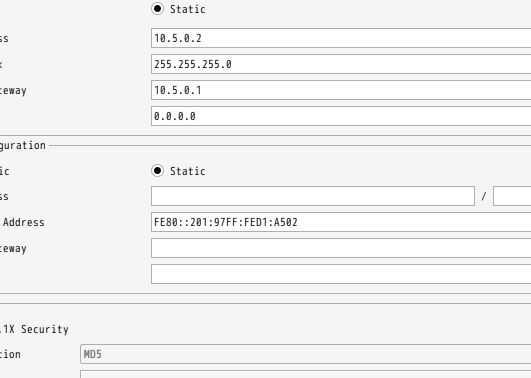 Static
ss 10.5.0.2
255.255.255.0
teway 10.5.0.1
0.0.0.0
guration
ic Static
ss /
Address FE80::201:97FF:FED1:A502
teway
.1X Security
tion MD5